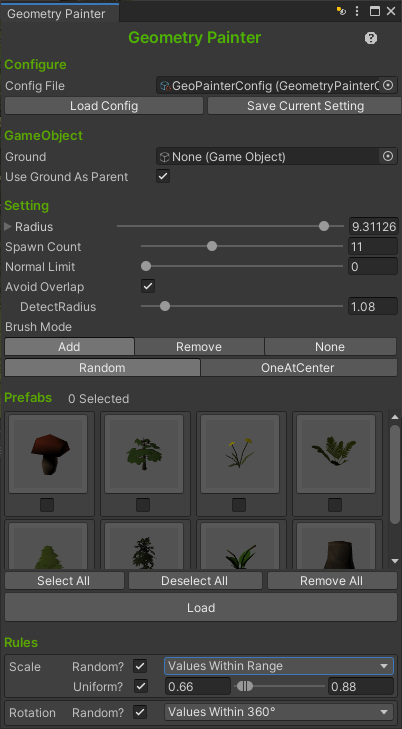 Geometry Painter
Geometry Painter
Configure
Config File GeoPainterConfig (GeometryPainterC
Load Config Save Current Setting
GameObject
Ground None (Game Object)
Use Ground As Parent
Setting
Radius 9.31126
Spawn Count 11
Normal Limit 0
Avoid Overlap
DetectRadius 1.08
Brush Mode
Add Remove None
Random OneAtCenter
Prefabs 0 Selected
Select All Deselect All Remove All
Load
Rules
Scale Random? Values Within Range
Uniform? 0.66 0.88
Rotation Random? Values Within 360°